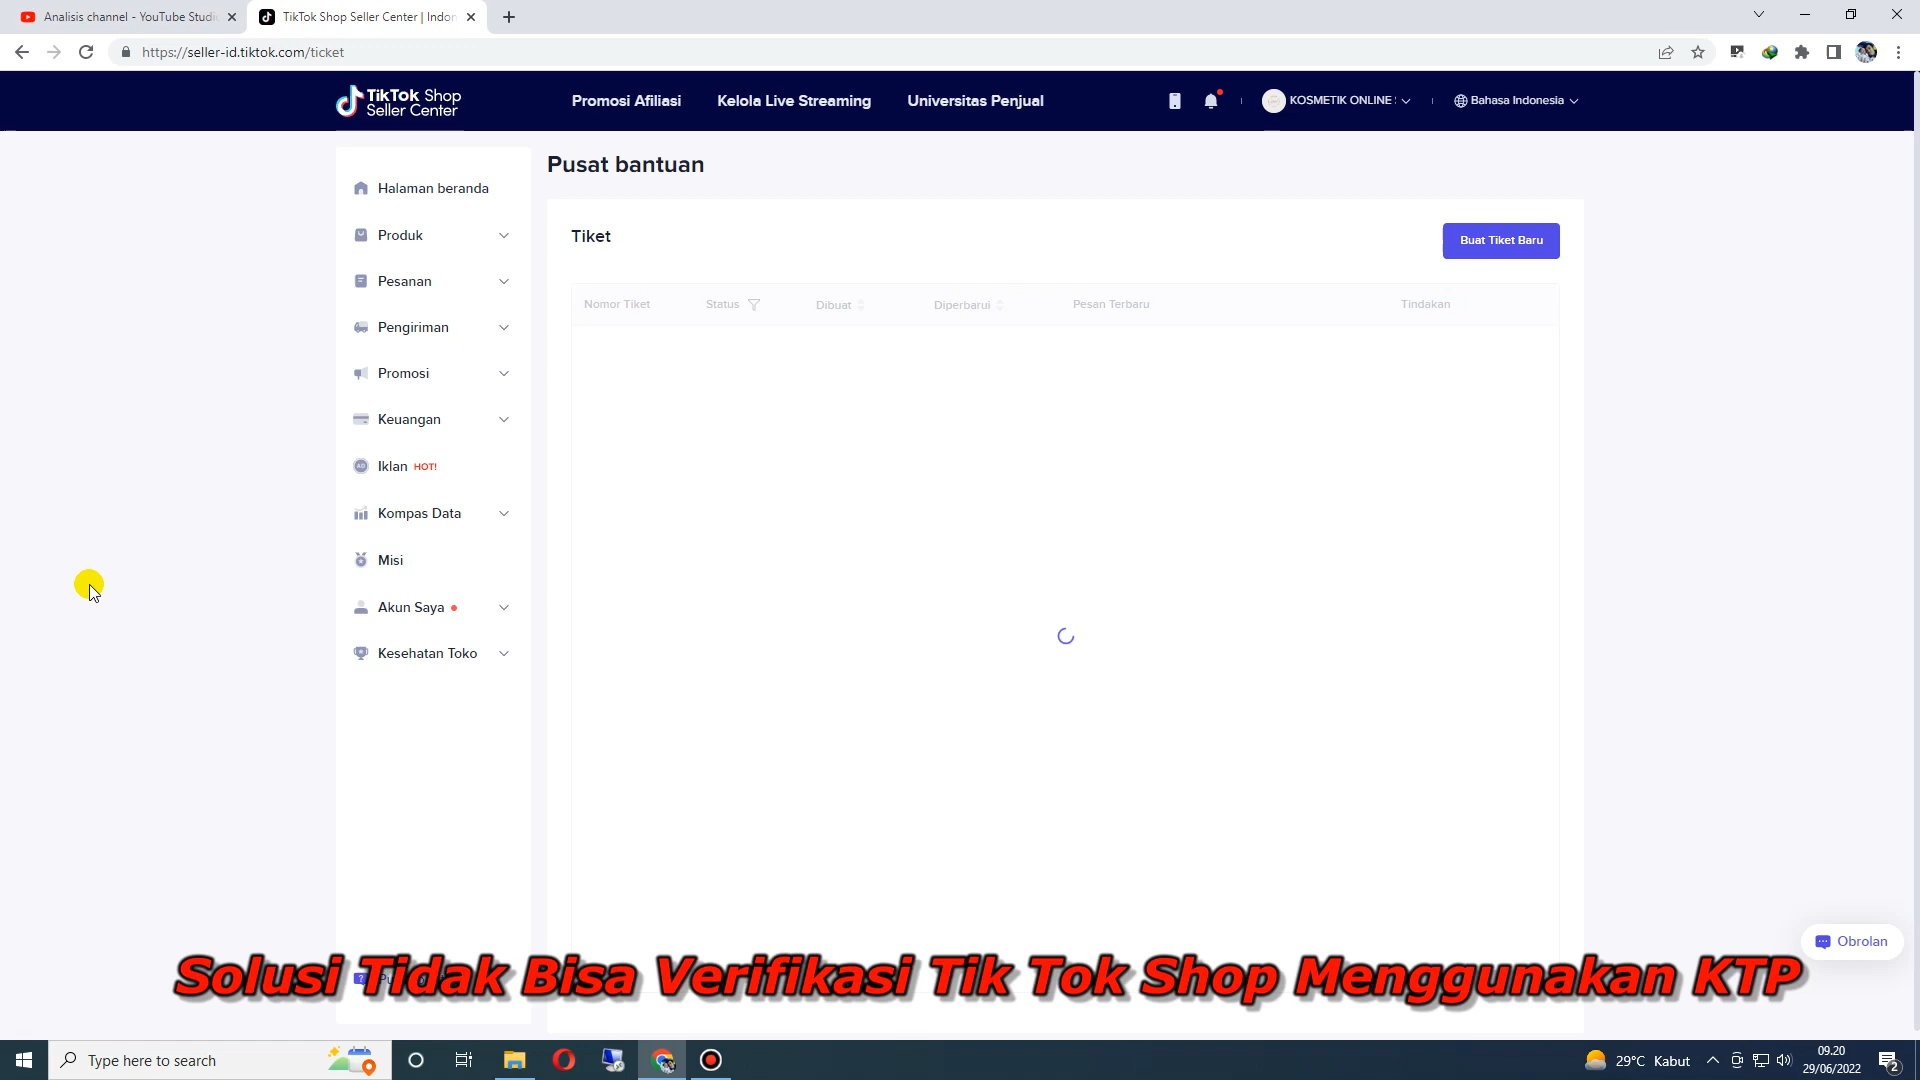 Analisis channel - YouTube Studio
TikTok Shop Seller Center | Indon
https://seller-id.tiktok.com/ticket
TikTok Shop
Seller Center
Promosi Afiliasi
Kelola Live Streaming
Universitas Penjual
KOSMETIK ONLINE
Bahasa Indonesia
Halaman beranda
Produk
Pesanan
Pengiriman
Promosi
Keuangan
Iklan HOT!
Kompas Data
Misi
Akun Saya
Kesehatan Toko
Pusat bantuan
Tiket
Buat Tiket Baru
Nomor Tiket
Status
Dibuat
Diperbarui
Pesan Terbaru
Tindakan
Obrolan
Solusi Tidak Bisa Verifikasi Tik Tok Shop Menggunakan KTP
Type here to search
29°C Kabut
09.20
29/06/2022
2